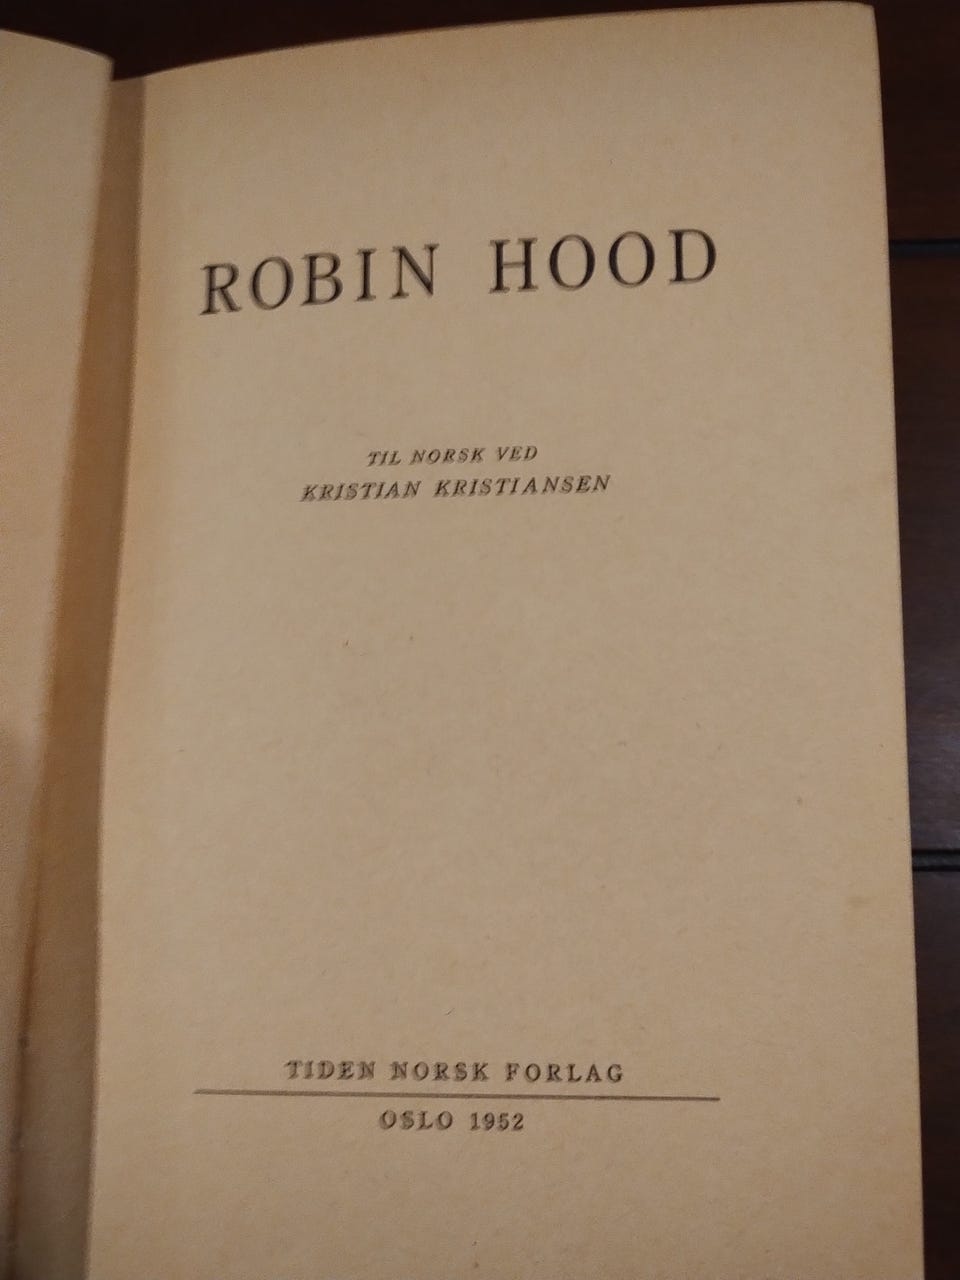 ROBIN HOOD
TIL NORSK VED
KRISTIAN KRISTIANSEN
TIDEN NORSK FORLAG
OSLO 1952